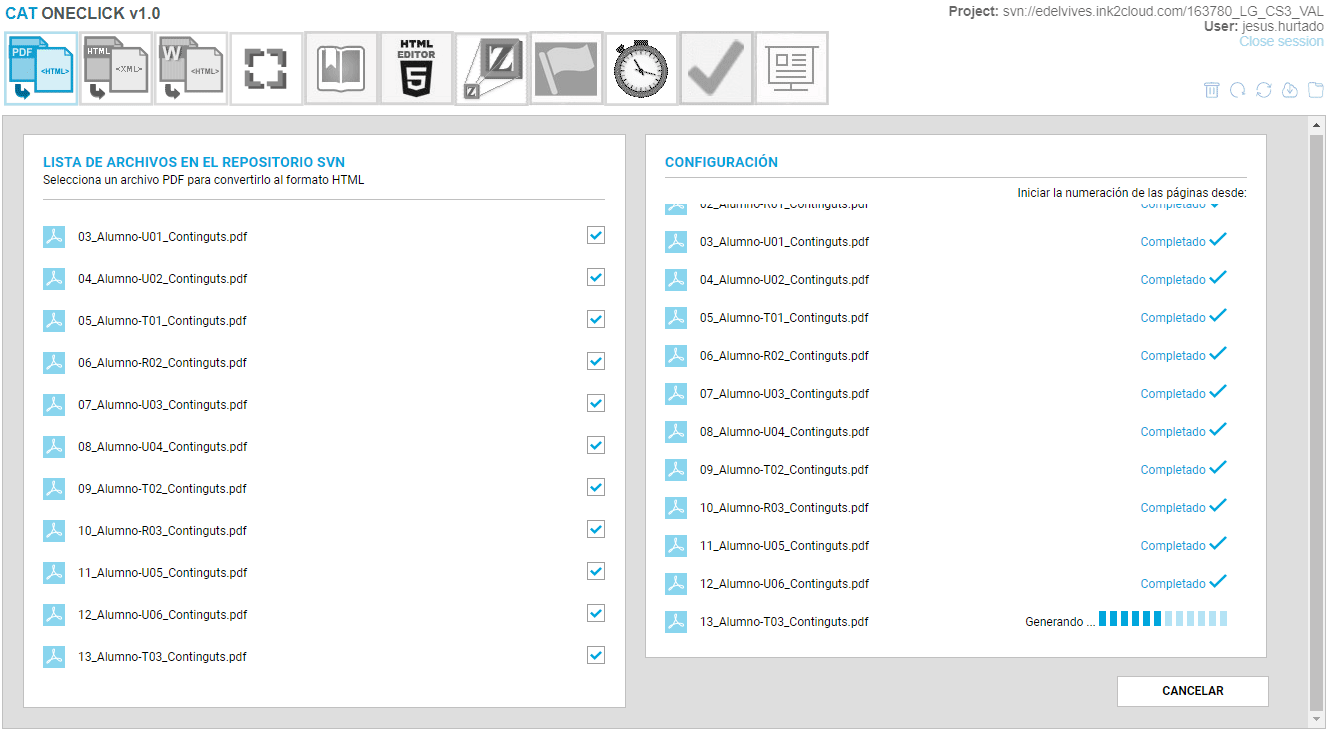 CAT ONECLICK v1.0
Project: svn://edelvives.ink2cloud.com/163780_LG_CS3_VAL
User: jesus.hurtado
Close session
PDF
<HTML>
HTML
<XML>
W
<HTML>
HTML
EDITOR
5
Z
Z
LISTA DE ARCHIVOS EN EL REPOSITORIO SVN
Selecciona un archivo PDF para convertirlo al formato HTML
03_Alumno-U01_Continguts.pdf
04_Alumno-U02_Continguts.pdf
05_Alumno-T01_Continguts.pdf
06_Alumno-R02_Continguts.pdf
07_Alumno-U03_Continguts.pdf
08_Alumno-U04_Continguts.pdf
09_Alumno-T02_Continguts.pdf
10_Alumno-R03_Continguts.pdf
11_Alumno-U05_Continguts.pdf
12_Alumno-U06_Continguts.pdf
13_Alumno-T03_Continguts.pdf
CONFIGURACIÓN
Iniciar la numeración de las páginas desde:
02_Alumno-R01_Continguts.pdf Completado
03_Alumno-U01_Continguts.pdf Completado
04_Alumno-U02_Continguts.pdf Completado
05_Alumno-T01_Continguts.pdf Completado
06_Alumno-R02_Continguts.pdf Completado
07_Alumno-U03_Continguts.pdf Completado
08_Alumno-U04_Continguts.pdf Completado
09_Alumno-T02_Continguts.pdf Completado
10_Alumno-R03_Continguts.pdf Completado
11_Alumno-U05_Continguts.pdf Completado
12_Alumno-U06_Continguts.pdf Completado
13_Alumno-T03_Continguts.pdf Generando ...
CANCELAR